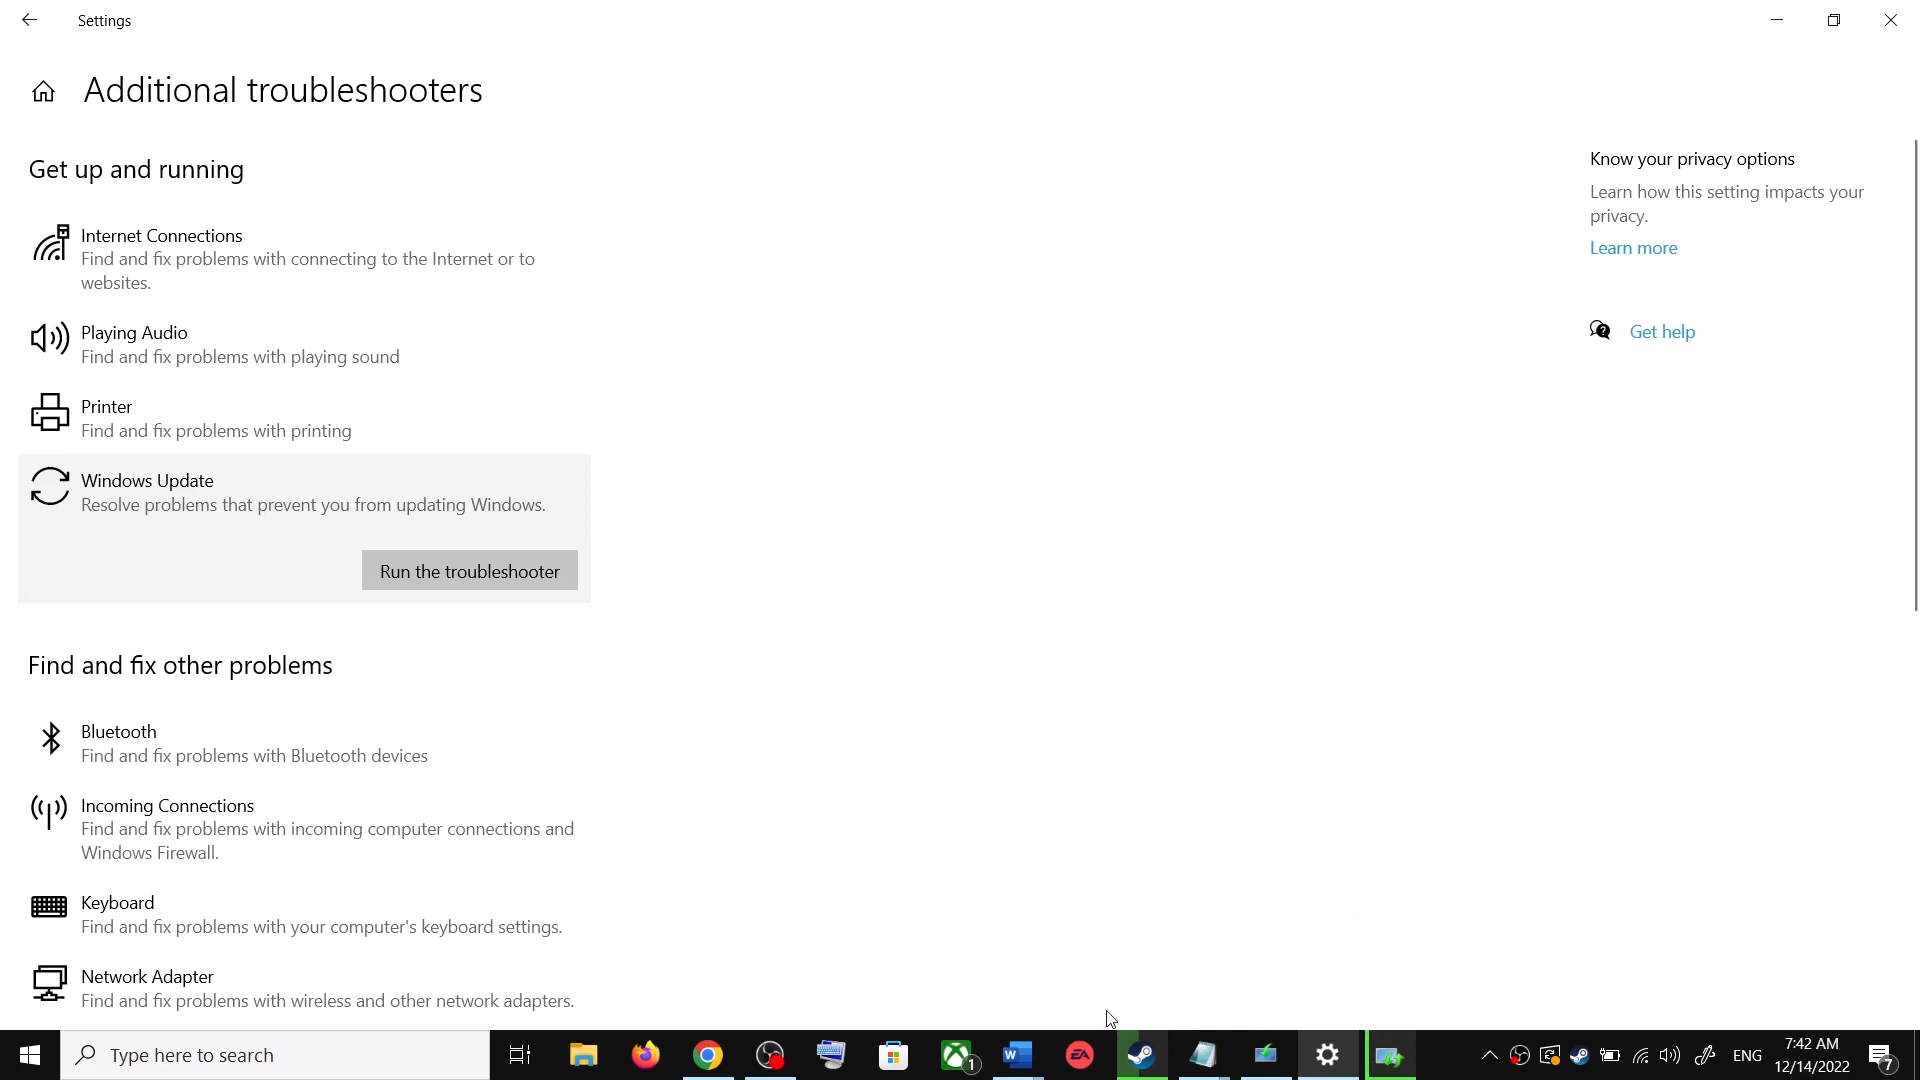 Settings
Additional troubleshooters
Get up and running
Internet Connections
Find and fix problems with connecting to the Internet or to
websites.
Playing Audio
Find and fix problems with playing sound
Printer
Find and fix problems with printing
Windows Update
Resolve problems that prevent you from updating Windows.
Run the troubleshooter
Find and fix other problems
Bluetooth
Find and fix problems with Bluetooth devices
Incoming Connections
Find and fix problems with incoming computer connections and
Windows Firewall.
Keyboard
Find and fix problems with your computer's keyboard settings.
Network Adapter
Find and fix problems with wireless and other network adapters.
Know your privacy options
Learn how this setting impacts your
privacy.
Learn more
Get help
Type here to search
1
W
EA
ENG
7:42 AM
12/14/2022
7